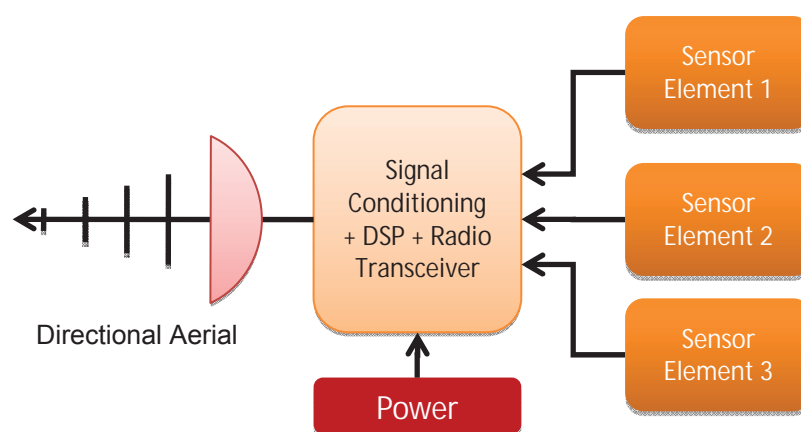 Sensor
Element 1
Signal
Conditioning
+ DSP + Radio
Transceiver
Sensor
Element 2
Directional Aerial
Sensor
Element 3
Power